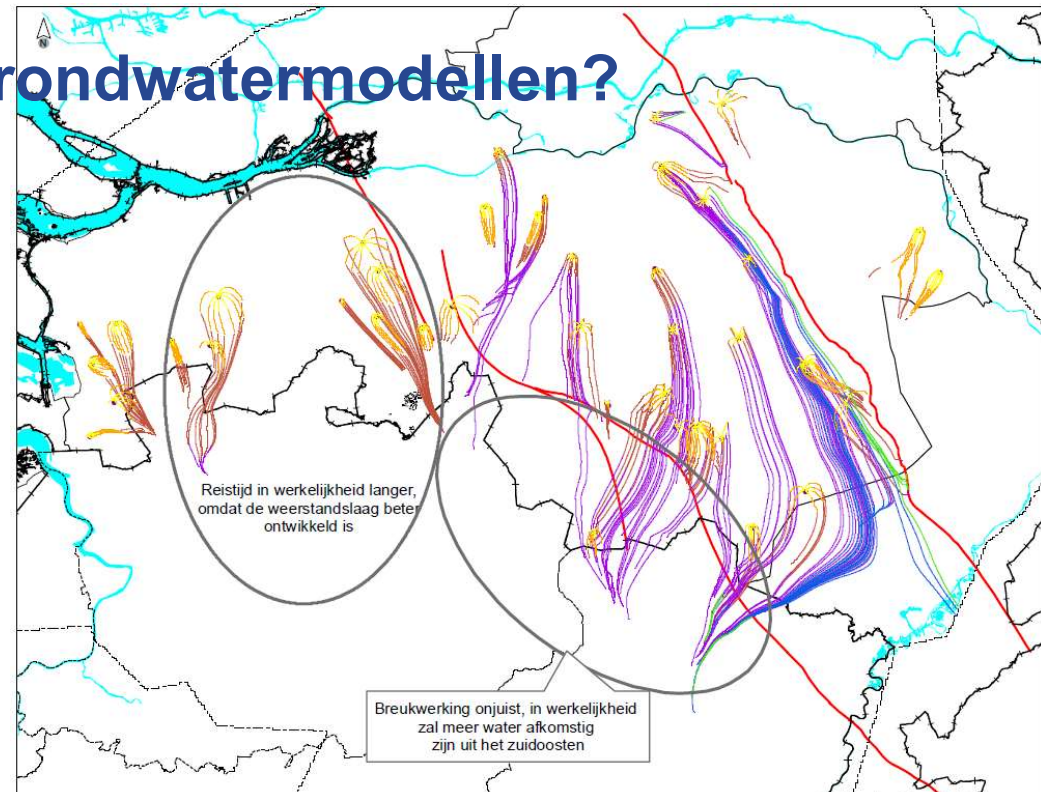 N
rondwatermodellen?
Reistijd in werkelijkheid langer,
omdat de weerstandslaag beter
ontwikkeld is
Breukwerking onjuist, in werkelijkheid
zal meer water afkomstig
zijn uit het zuidoosten